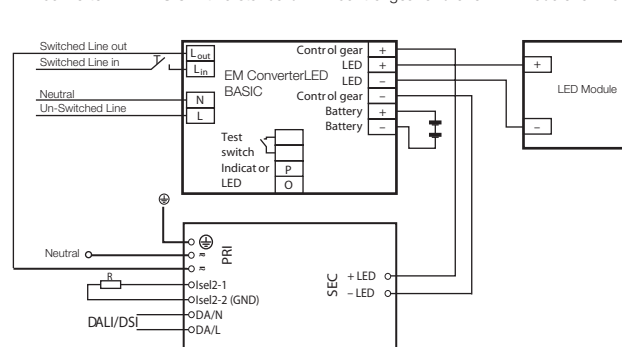 Switched Line out
Switched Line in
Neutral
Un-Switched Line
Lout
Lin
N
L
EM ConverterLED
BASIC
Test
switch
Indicator
LED
P
O
Control gear +
LED +
LED –
Control gear –
Battery +
Battery –
+
–
LED Module
Neutral
R
DALI/DSI
≈
≈
PRI
Isel2-1
Isel2-2 (GND)
DA/N
DA/L
SEC
+ LED
– LED